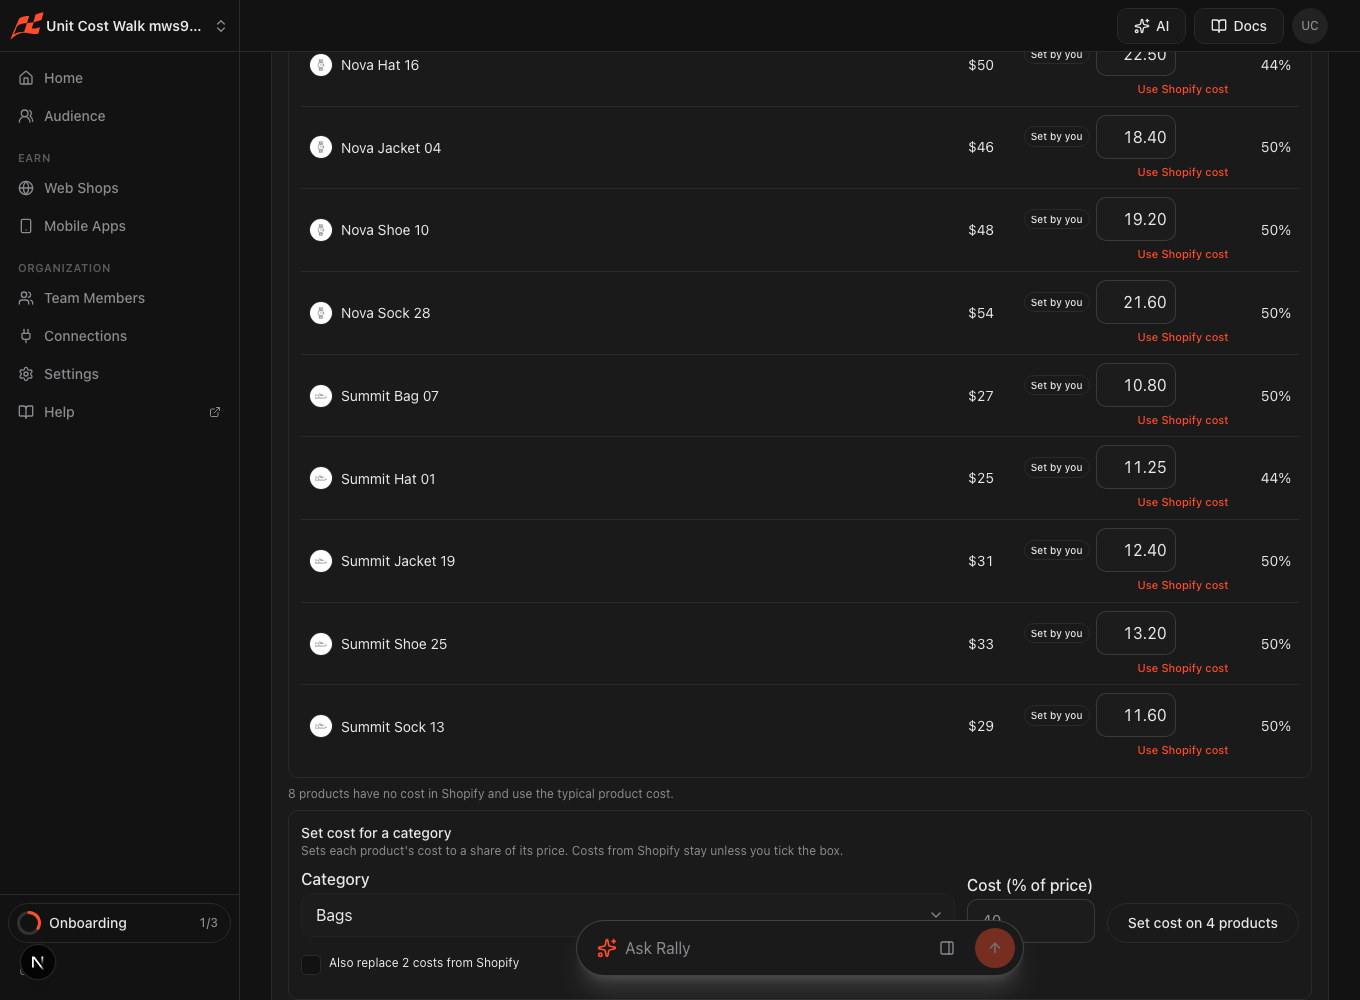 Unit Cost Walk mws9...
AI
Docs
UC
Home
Audience
EARN
Web Shops
Mobile Apps
ORGANIZATION
Team Members
Connections
Settings
Help
Onboarding
1/3
N
Nova Hat 16
$50
Set by you
22.50
44%
Use Shopify cost
Nova Jacket 04
$46
Set by you
18.40
50%
Use Shopify cost
Nova Shoe 10
$48
Set by you
19.20
50%
Use Shopify cost
Nova Sock 28
$54
Set by you
21.60
50%
Use Shopify cost
Summit Bag 07
$27
Set by you
10.80
50%
Use Shopify cost
Summit Hat 01
$25
Set by you
11.25
44%
Use Shopify cost
Summit Jacket 19
$31
Set by you
12.40
50%
Use Shopify cost
Summit Shoe 25
$33
Set by you
13.20
50%
Use Shopify cost
Summit Sock 13
$29
Set by you
11.60
50%
Use Shopify cost
8 products have no cost in Shopify and use the typical product cost.
Set cost for a category
Sets each product's cost to a share of its price. Costs from Shopify stay unless you tick the box.
Category
Bags
Cost (% of price)
40
Set cost on 4 products
Also replace 2 costs from Shopify
Ask Rally